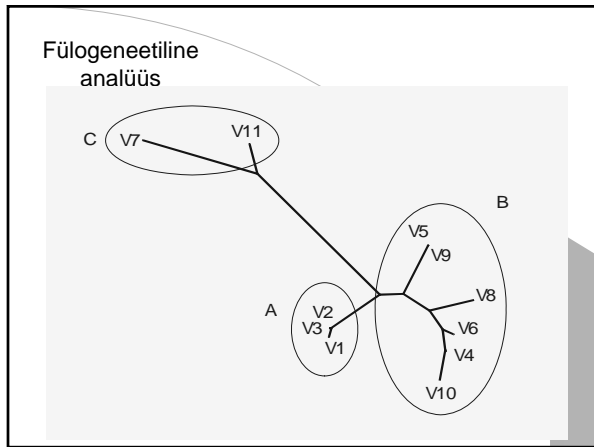 Fülogeneetiline
analüüs
C
V7
V11
B
V5
V9
A
V2
V3
V1
V8
V6
V4
V10